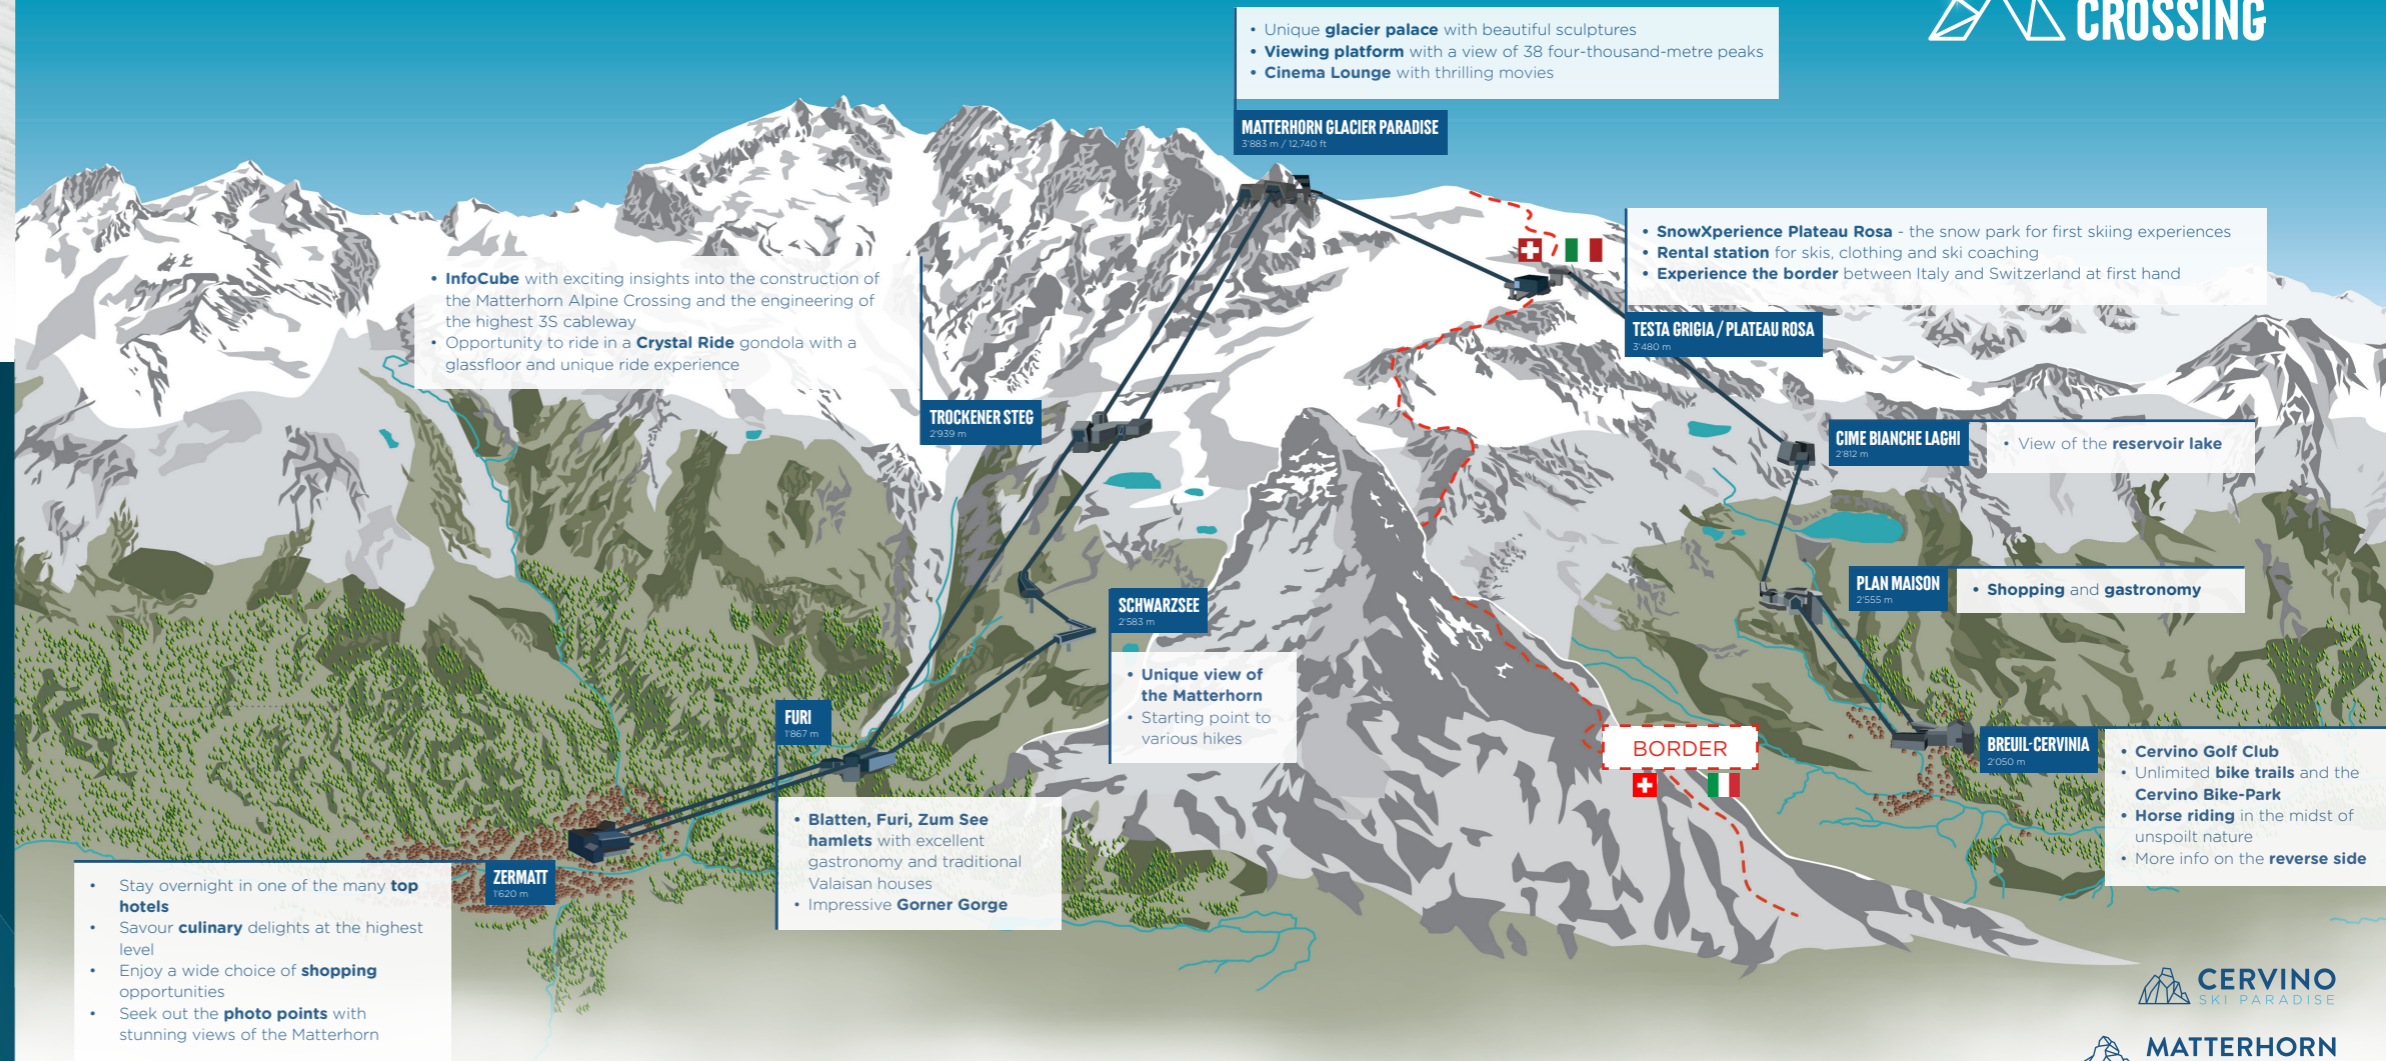 CROSSING
• Unique glacier palace with beautiful sculptures
• Viewing platform with a view of 38 four-thousand-metre peaks
• Cinema Lounge with thrilling movies
MATTERHORN GLACIER PARADISE
3'883 m / 12,740 ft
• SnowXperience Plateau Rosa - the snow park for first skiing experiences
• Rental station for skis, clothing and ski coaching
• Experience the border between Italy and Switzerland at first hand
TESTA GRIGIA / PLATEAU ROSA
3'480 m
• InfoCube with exciting insights into the construction of
the Matterhorn Alpine Crossing and the engineering of
the highest 3S cableway
• Opportunity to ride in a Crystal Ride gondola with a
glassfloor and unique ride experience
TROCKENER STEG
2'939 m
CIME BIANCHE LAGHI
2'812 m
• View of the reservoir lake
PLAN MAISON
2'555 m
• Shopping and gastronomy
SCHWARZSEE
2'583 m
• Unique view of
the Matterhorn
• Starting point to
various hikes
FURI
1'867 m
• Blatten, Furi, Zum See
hamlets with excellent
gastronomy and traditional
Valaisan houses
• Impressive Gorner Gorge
BORDER
BREUIL-CERVINIA
2'050 m
• Cervino Golf Club
• Unlimited bike trails and the
Cervino Bike-Park
• Horse riding in the midst of
unspoilt nature
• More info on the reverse side
ZERMATT
1'620 m
• Stay overnight in one of the many top
hotels
• Savour culinary delights at the highest
level
• Enjoy a wide choice of shopping
opportunities
• Seek out the photo points with
stunning views of the Matterhorn
CERVINO
SKI PARADISE
MATTERHORN